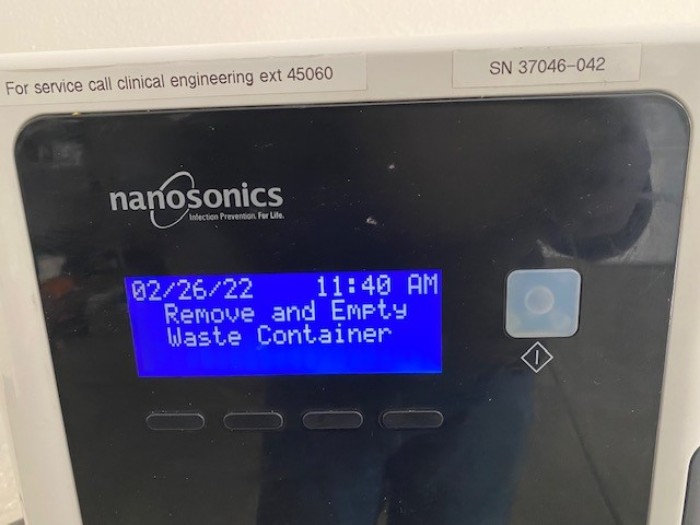 For service call clinical engineering ext 45060
SN 37046-042
nanosonics
Infection Prevention. For Life.
02/26/22 11:40 AM
Remove and Empty
Waste Container